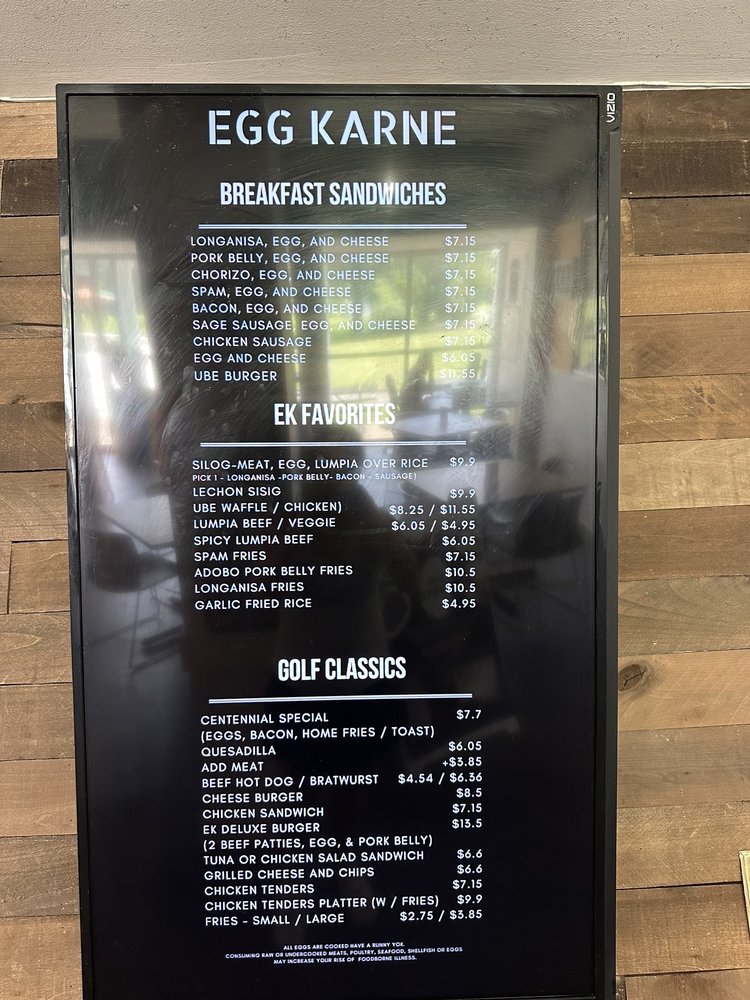 VIZIO
EGG KARNE
BREAKFAST SANDWICHES
LONGANISA, EGG, AND CHEESE $7.15
PORK BELLY, EGG, AND CHEESE $7.15
CHORIZO, EGG, AND CHEESE $7.15
SPAM, EGG, AND CHEESE $7.15
BACON, EGG, AND CHEESE $7.15
SAGE SAUSAGE, EGG, AND CHEESE $7.15
CHICKEN SAUSAGE $7.15
EGG AND CHEESE $6.05
UBE BURGER $11.55
EK FAVORITES
SILOG-MEAT, EGG, LUMPIA OVER RICE $9.9
PICK 1 - LONGANISA -PORK BELLY- BACON - SAUSAGE)
LECHON SISIG $9.9
UBE WAFFLE / CHICKEN) $8.25 / $11.55
LUMPIA BEEF / VEGGIE $6.05 / $4.95
SPICY LUMPIA BEEF $6.05
SPAM FRIES $7.15
ADOBO PORK BELLY FRIES $10.5
LONGANISA FRIES $10.5
GARLIC FRIED RICE $4.95
GOLF CLASSICS
CENTENNIAL SPECIAL $7.7
(EGGS, BACON, HOME FRIES / TOAST)
QUESADILLA $6.05
ADD MEAT +$3.85
BEEF HOT DOG / BRATWURST $4.54 / $6.36
CHEESE BURGER $8.5
CHICKEN SANDWICH $7.15
EK DELUXE BURGER $13.5
(2 BEEF PATTIES, EGG, & PORK BELLY)
TUNA OR CHICKEN SALAD SANDWICH $6.6
GRILLED CHEESE AND CHIPS $6.6
CHICKEN TENDERS $7.15
CHICKEN TENDERS PLATTER (W / FRIES) $9.9
FRIES - SMALL / LARGE $2.75 / $3.85
ALL EGGS ARE COOKED HAVE A RUNNY YOK.
CONSUMING RAW OR UNDERCOOKED MEATS, POULTRY, SEAFOOD, SHELLFISH OR EGGS
MAY INCREASE YOUR RISE OF FOODBORNE ILLNESS.